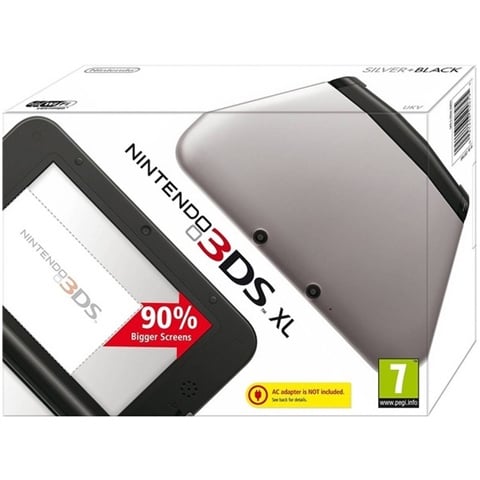 Nintendo
SILVER+BLACK
UKV
NINTENDO
3DS XL
NINTENDO
3DS
90%
Bigger Screens
AC adapter is NOT INCLUDED.
See back for details.
7
www.pegi.info